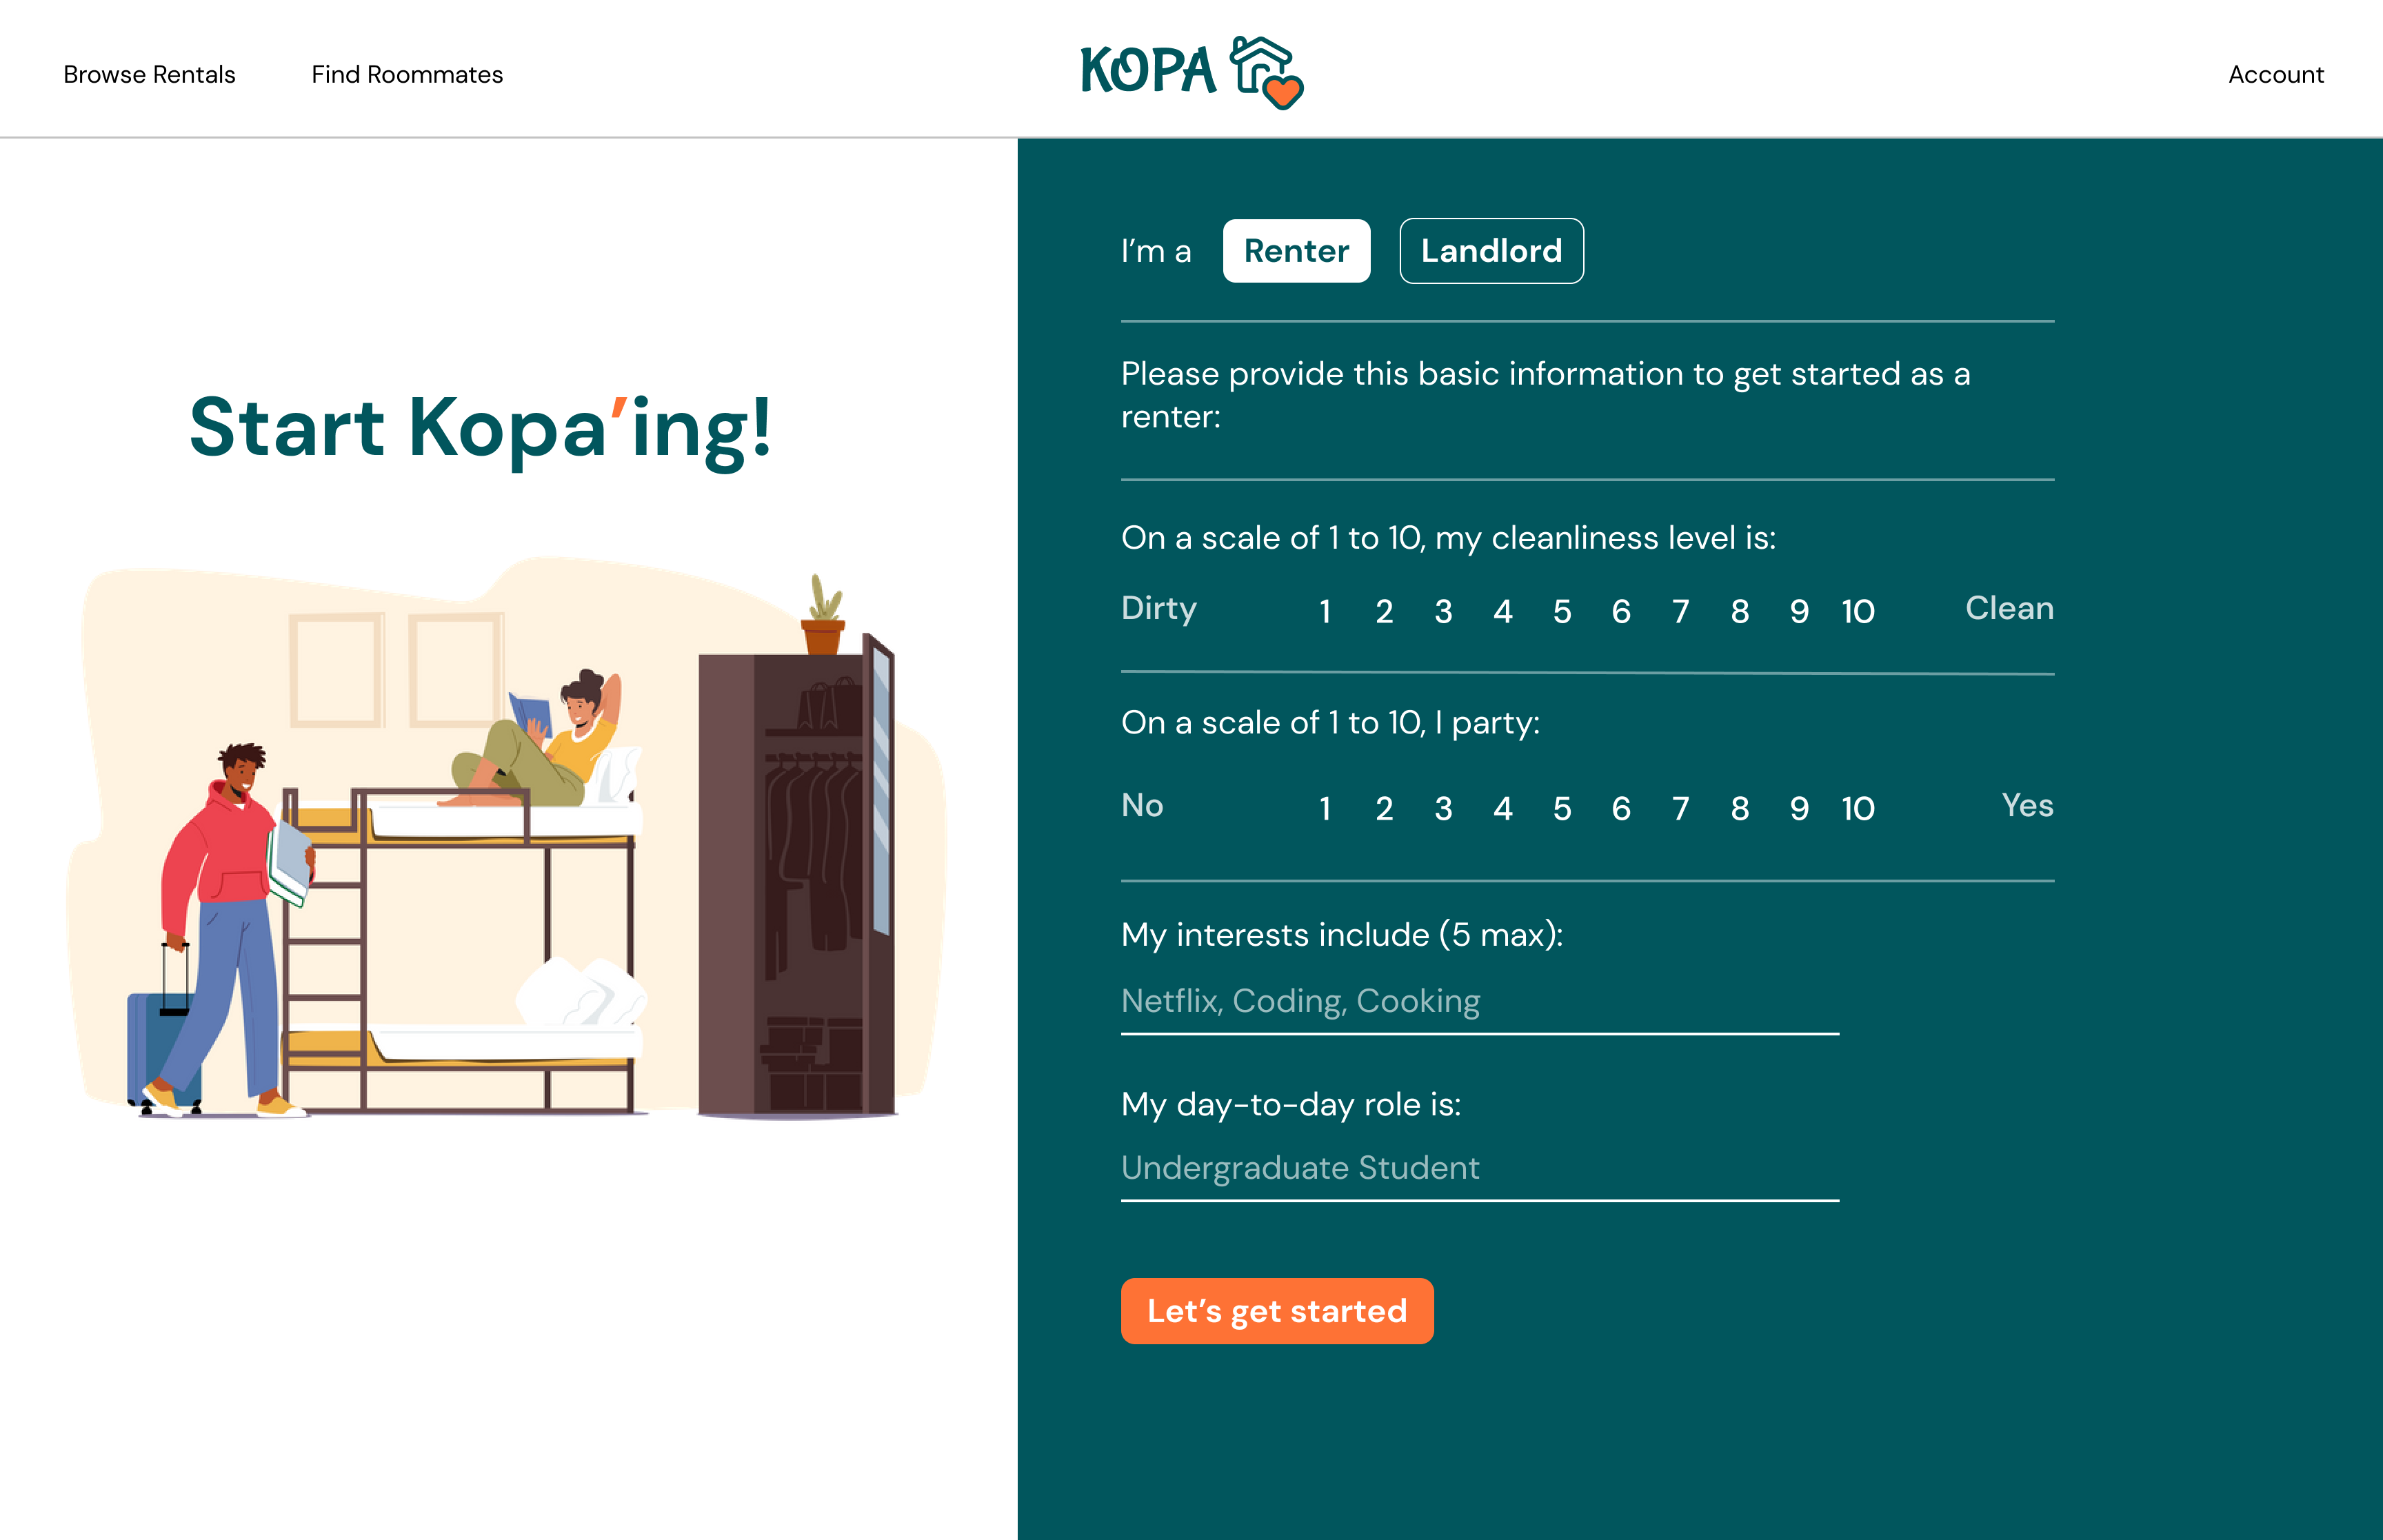 Browse Rentals
Find Roommates
KOPA
Account
Start Kopa’ing!
I’m a
Renter
Landlord
Please provide this basic information to get started as a
renter:
On a scale of 1 to 10, my cleanliness level is:
Dirty 1 2 3 4 5 6 7 8 9 10 Clean
On a scale of 1 to 10, I party:
No 1 2 3 4 5 6 7 8 9 10 Yes
My interests include (5 max):
Netflix, Coding, Cooking
My day-to-day role is:
Undergraduate Student
Let’s get started